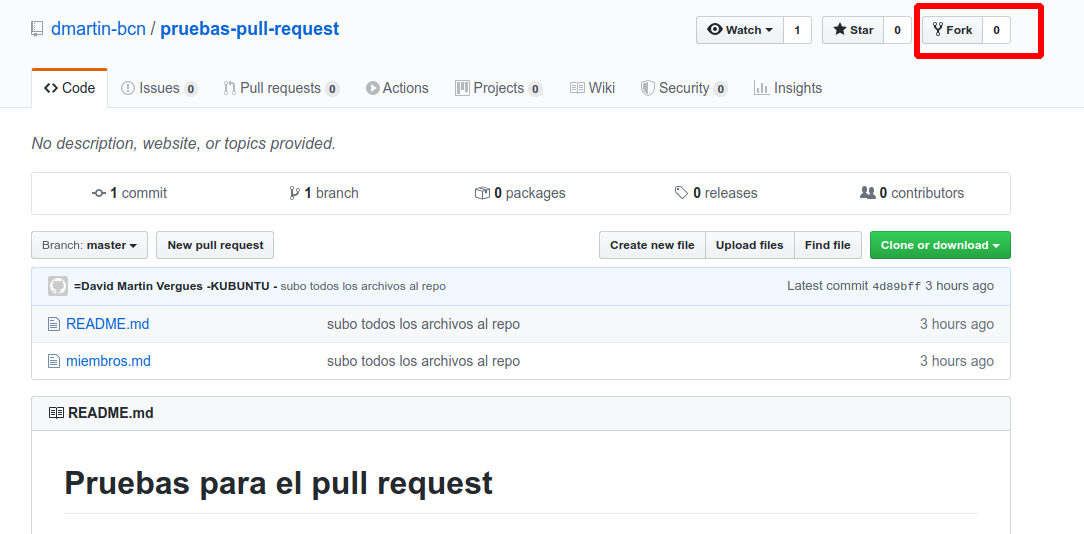 dmartin-bcn / pruebas-pull-request Watch 1 Star 0 Fork 0
Code Issues 0 Pull requests 0 Actions Projects 0 Wiki Security 0 Insights
No description, website, or topics provided.
1 commit 1 branch 0 packages 0 releases 0 contributors
Branch: master New pull request Create new file Upload files Find file Clone or download
=David Martin Vergues -KUBUNTU - subo todos los archivos al repo Latest commit 4d89bff 3 hours ago
README.md subo todos los archivos al repo 3 hours ago
miembros.md subo todos los archivos al repo 3 hours ago
README.md
Pruebas para el pull request